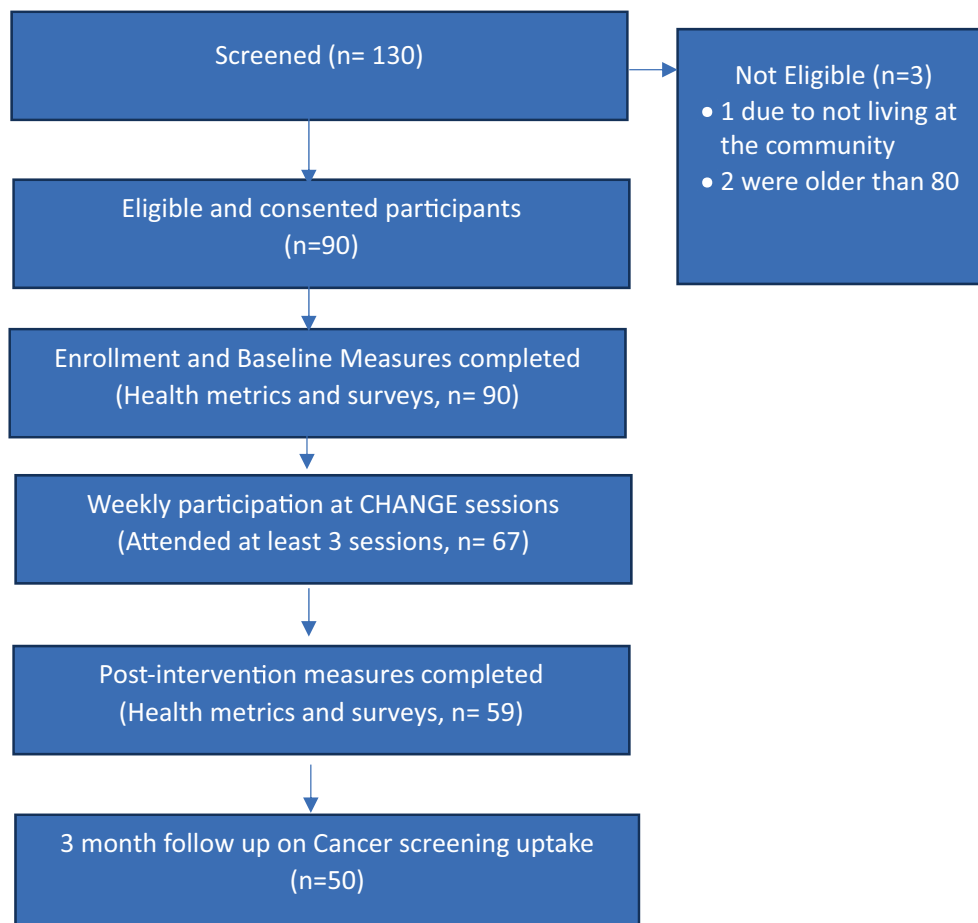 Screened (n= 130)
Not Eligible (n=3)
• 1 due to not living at
the community
• 2 were older than 80
Eligible and consented participants
(n=90)
Enrollment and Baseline Measures completed
(Health metrics and surveys, n= 90)
Weekly participation at CHANGE sessions
(Attended at least 3 sessions, n= 67)
Post-intervention measures completed
(Health metrics and surveys, n= 59)
3 month follow up on Cancer screening uptake
(n=50)